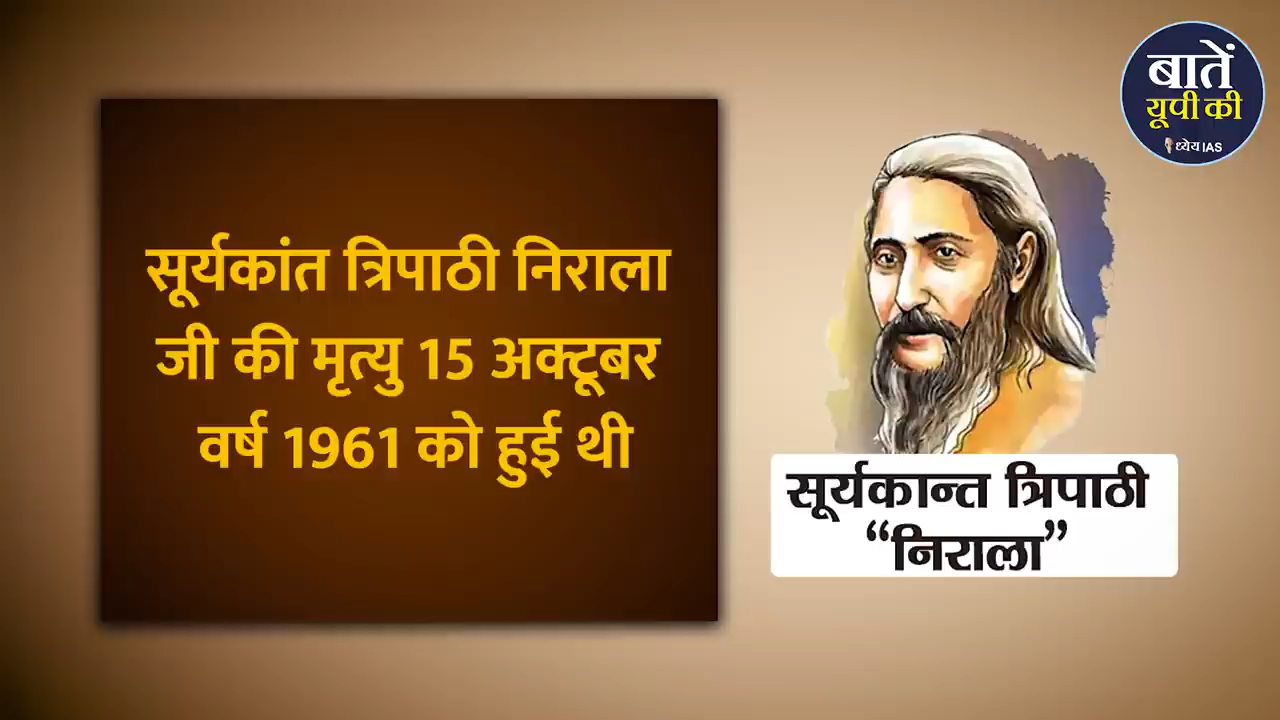 सूर्यकांत त्रिपाठी निराला
जी की मृत्यु 15 अक्टूबर
वर्ष 1961 को हुई थी
बातें
यूपी की
ध्येय IAS
सूर्यकान्त त्रिपाठी
“निराला”